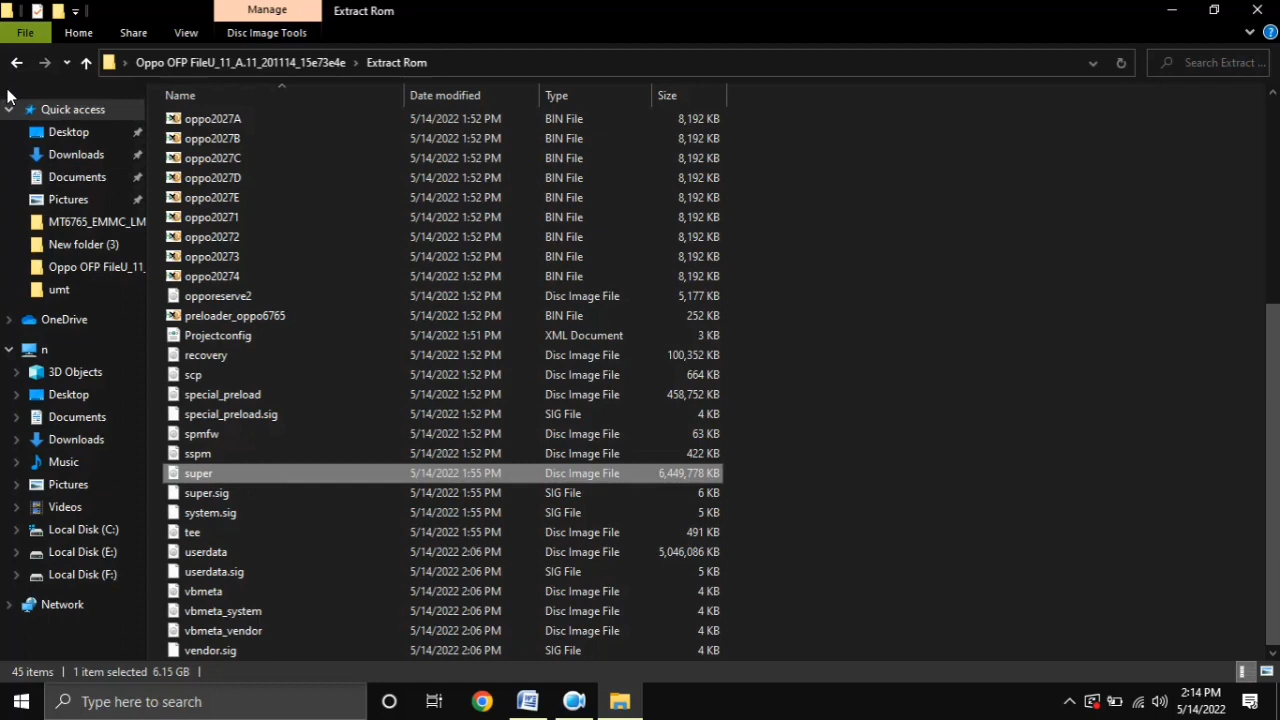 Manage Extract Rom
File Home Share View Disc Image Tools
Oppo OFP FileU_11_A.11_201114_15e73e4e Extract Rom Search Extract ...
Quick access
Desktop
Downloads
Documents
Pictures
MT6765_EMMC_LM
New folder (3)
Oppo OFP FileU_11_
umt
OneDrive
n
3D Objects
Desktop
Documents
Downloads
Music
Pictures
Videos
Local Disk (C:)
Local Disk (E:)
Local Disk (F:)
Network
Name Date modified Type Size
oppo2027A 5/14/2022 1:52 PM BIN File 8,192 KB
oppo2027B 5/14/2022 1:52 PM BIN File 8,192 KB
oppo2027C 5/14/2022 1:52 PM BIN File 8,192 KB
oppo2027D 5/14/2022 1:52 PM BIN File 8,192 KB
oppo2027E 5/14/2022 1:52 PM BIN File 8,192 KB
oppo20271 5/14/2022 1:52 PM BIN File 8,192 KB
oppo20272 5/14/2022 1:52 PM BIN File 8,192 KB
oppo20273 5/14/2022 1:52 PM BIN File 8,192 KB
oppo20274 5/14/2022 1:52 PM BIN File 8,192 KB
opporeserve2 5/14/2022 1:52 PM Disc Image File 5,177 KB
preloader_oppo6765 5/14/2022 1:52 PM BIN File 252 KB
Projectconfig 5/14/2022 1:51 PM XML Document 3 KB
recovery 5/14/2022 1:52 PM Disc Image File 100,352 KB
scp 5/14/2022 1:52 PM Disc Image File 664 KB
special_preload 5/14/2022 1:52 PM Disc Image File 458,752 KB
special_preload.sig 5/14/2022 1:52 PM SIG File 4 KB
spmfw 5/14/2022 1:52 PM Disc Image File 63 KB
sspm 5/14/2022 1:52 PM Disc Image File 422 KB
super 5/14/2022 1:55 PM Disc Image File 6,449,778 KB
super.sig 5/14/2022 1:55 PM SIG File 6 KB
system.sig 5/14/2022 1:55 PM SIG File 5 KB
tee 5/14/2022 1:55 PM Disc Image File 491 KB
userdata 5/14/2022 2:06 PM Disc Image File 5,046,086 KB
userdata.sig 5/14/2022 2:06 PM SIG File 5 KB
vbmeta 5/14/2022 2:06 PM Disc Image File 4 KB
vbmeta_system 5/14/2022 2:06 PM Disc Image File 4 KB
vbmeta_vendor 5/14/2022 2:06 PM Disc Image File 4 KB
vendor.sig 5/14/2022 2:06 PM SIG File 4 KB
45 items 1 item selected 6.15 GB
Type here to search
2:14 PM
5/14/2022